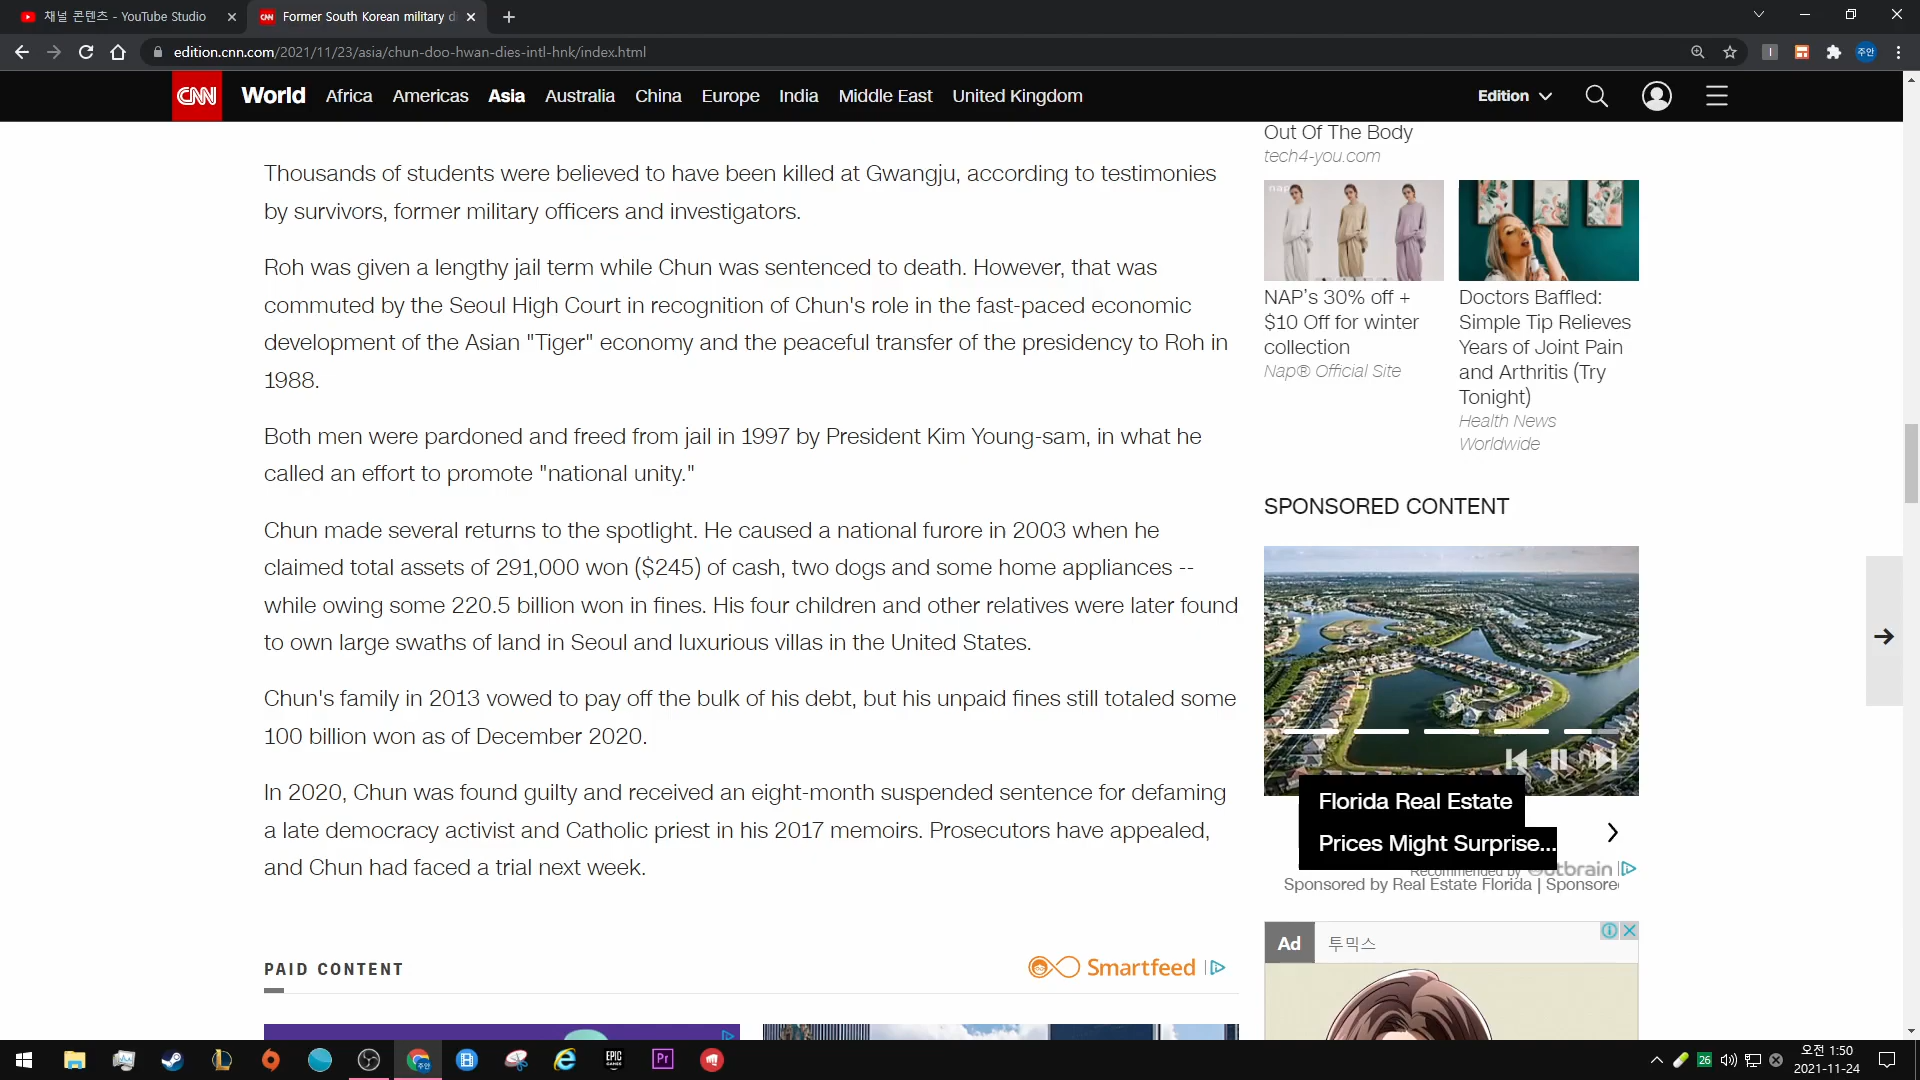 채널 콘텐츠 - YouTube Studio
Former South Korean military d
edition.cnn.com/2021/11/23/asia/chun-doo-hwan-dies-intl-hnk/index.html
주안
CNN World Africa Americas Asia Australia China Europe India Middle East United Kingdom
Edition
Thousands of students were believed to have been killed at Gwangju, according to testimonies
by survivors, former military officers and investigators.
Roh was given a lengthy jail term while Chun was sentenced to death. However, that was
commuted by the Seoul High Court in recognition of Chun's role in the fast-paced economic
development of the Asian "Tiger" economy and the peaceful transfer of the presidency to Roh in
1988.
Both men were pardoned and freed from jail in 1997 by President Kim Young-sam, in what he
called an effort to promote "national unity."
Chun made several returns to the spotlight. He caused a national furore in 2003 when he
claimed total assets of 291,000 won ($245) of cash, two dogs and some home appliances --
while owing some 220.5 billion won in fines. His four children and other relatives were later found
to own large swaths of land in Seoul and luxurious villas in the United States.
Chun's family in 2013 vowed to pay off the bulk of his debt, but his unpaid fines still totaled some
100 billion won as of December 2020.
In 2020, Chun was found guilty and received an eight-month suspended sentence for defaming
a late democracy activist and Catholic priest in his 2017 memoirs. Prosecutors have appealed,
and Chun had faced a trial next week.
PAID CONTENT
Smartfeed
Out Of The Body
tech4-you.com
nap
NAP's 30% off +
$10 Off for winter
collection
Nap® Official Site
Doctors Baffled:
Simple Tip Relieves
Years of Joint Pain
and Arthritis (Try
Tonight)
Health News
Worldwide
SPONSORED CONTENT
Florida Real Estate
Prices Might Surprise...
Recommended by
Sponsored by Real Estate Florida | Sponsore
Ad
투믹스
EPIC
GAMES
Pr
26
오전 1:50
2021-11-24